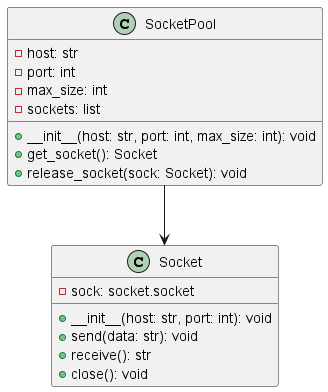 C SocketPool
host: str
port: int
max_size: int
sockets: list
__init__(host: str, port: int, max_size: int): void
get_socket(): Socket
release_socket(sock: Socket): void
C Socket
sock: socket.socket
__init__(host: str, port: int): void
send(data: str): void
receive(): str
close(): void